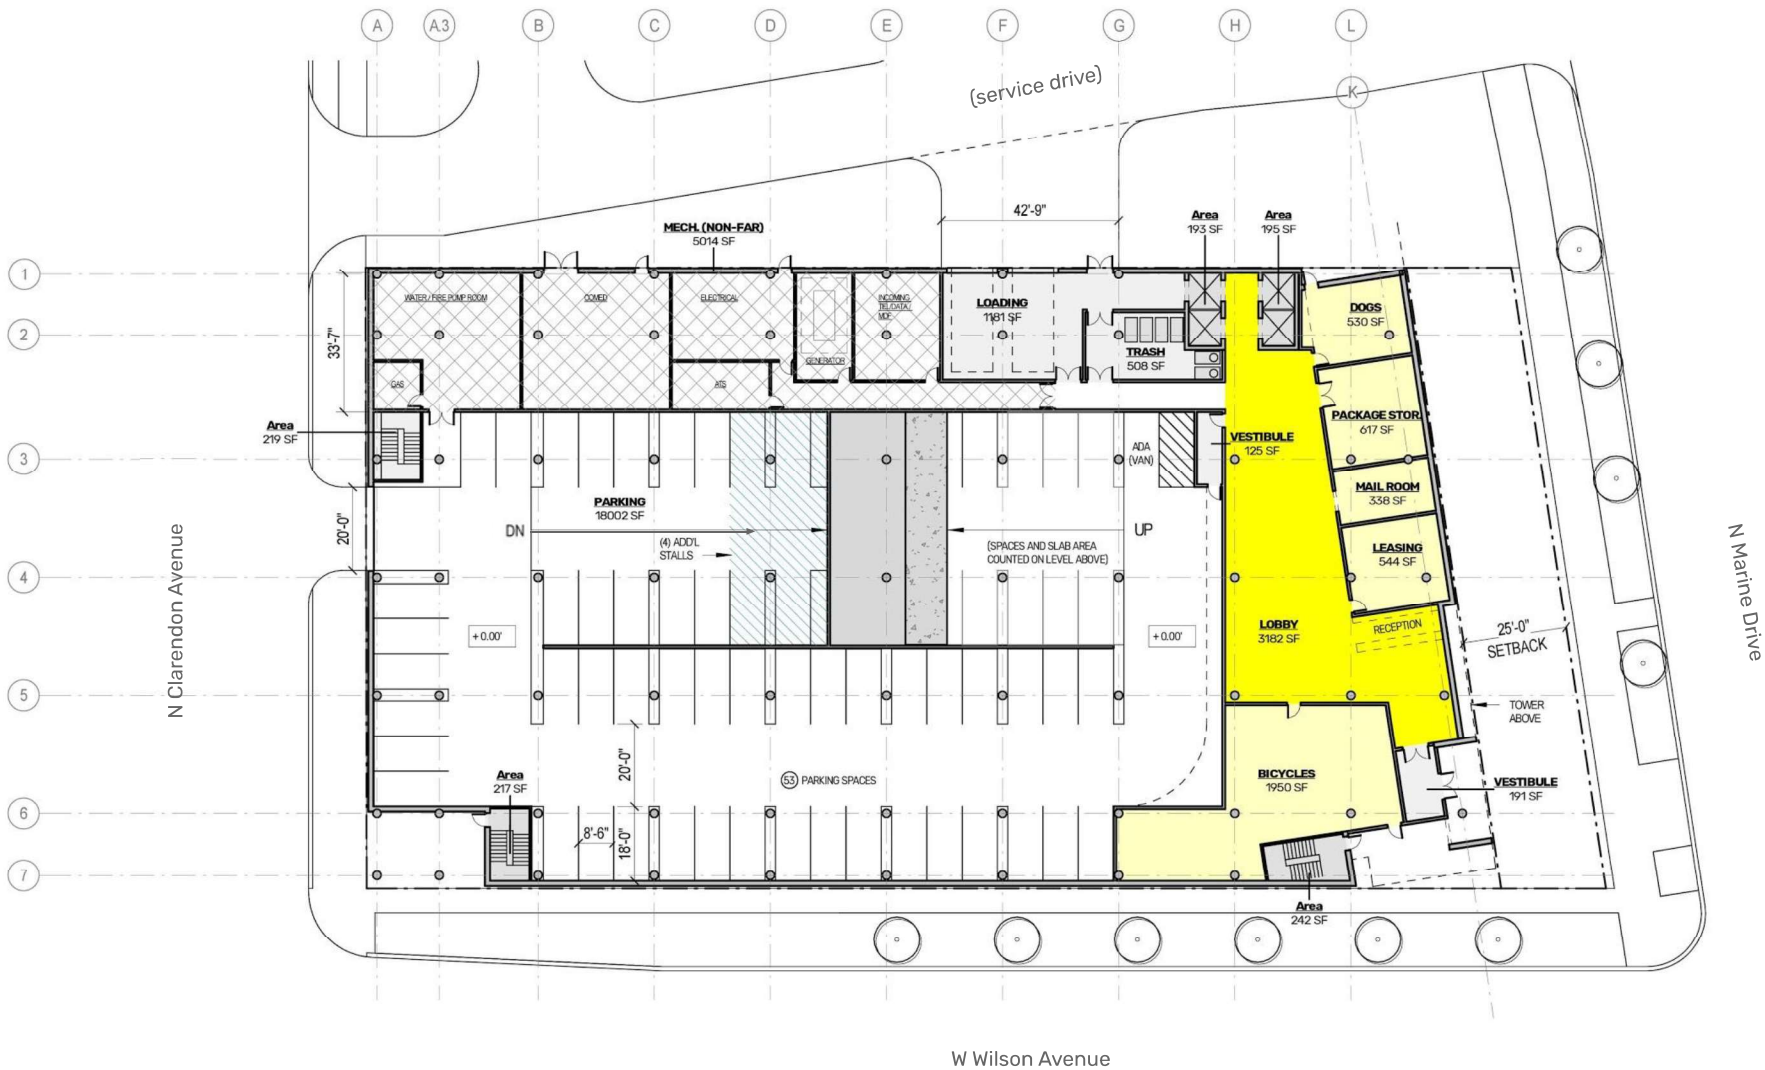 A
A.3
B
C
D
E
F
G
H
L
(service drive)
K
42'-9"
Area
193 SF
Area
195 SF
MECH. (NON-FAR)
5014 SF
1
WATER / FIRE PUMP ROOM
COMED
ELECTRICAL
INCOMING
TEL/DATA /
MDF
LOADING
1181 SF
DOGS
530 SF
2
33'-7"
GENERATOR
TRASH
508 SF
GAS
ATS
PACKAGE STOR.
617 SF
Area
219 SF
3
ADA
(VAN)
VESTIBULE
125 SF
MAIL ROOM
338 SF
PARKING
18002 SF
20'-0"
DN
UP
(4) ADD'L
STALLS
(SPACES AND SLAB AREA
COUNTED ON LEVEL ABOVE)
LEASING
544 SF
N Clarendon Avenue
N Marine Drive
4
+ 0.00'
+ 0.00'
LOBBY
3182 SF
RECEPTION
25'-0"
SETBACK
5
TOWER
ABOVE
20'-0"
Area
217 SF
53 PARKING SPACES
BICYCLES
1950 SF
VESTIBULE
191 SF
6
8'-6"
18'-0"
7
Area
242 SF
W Wilson Avenue